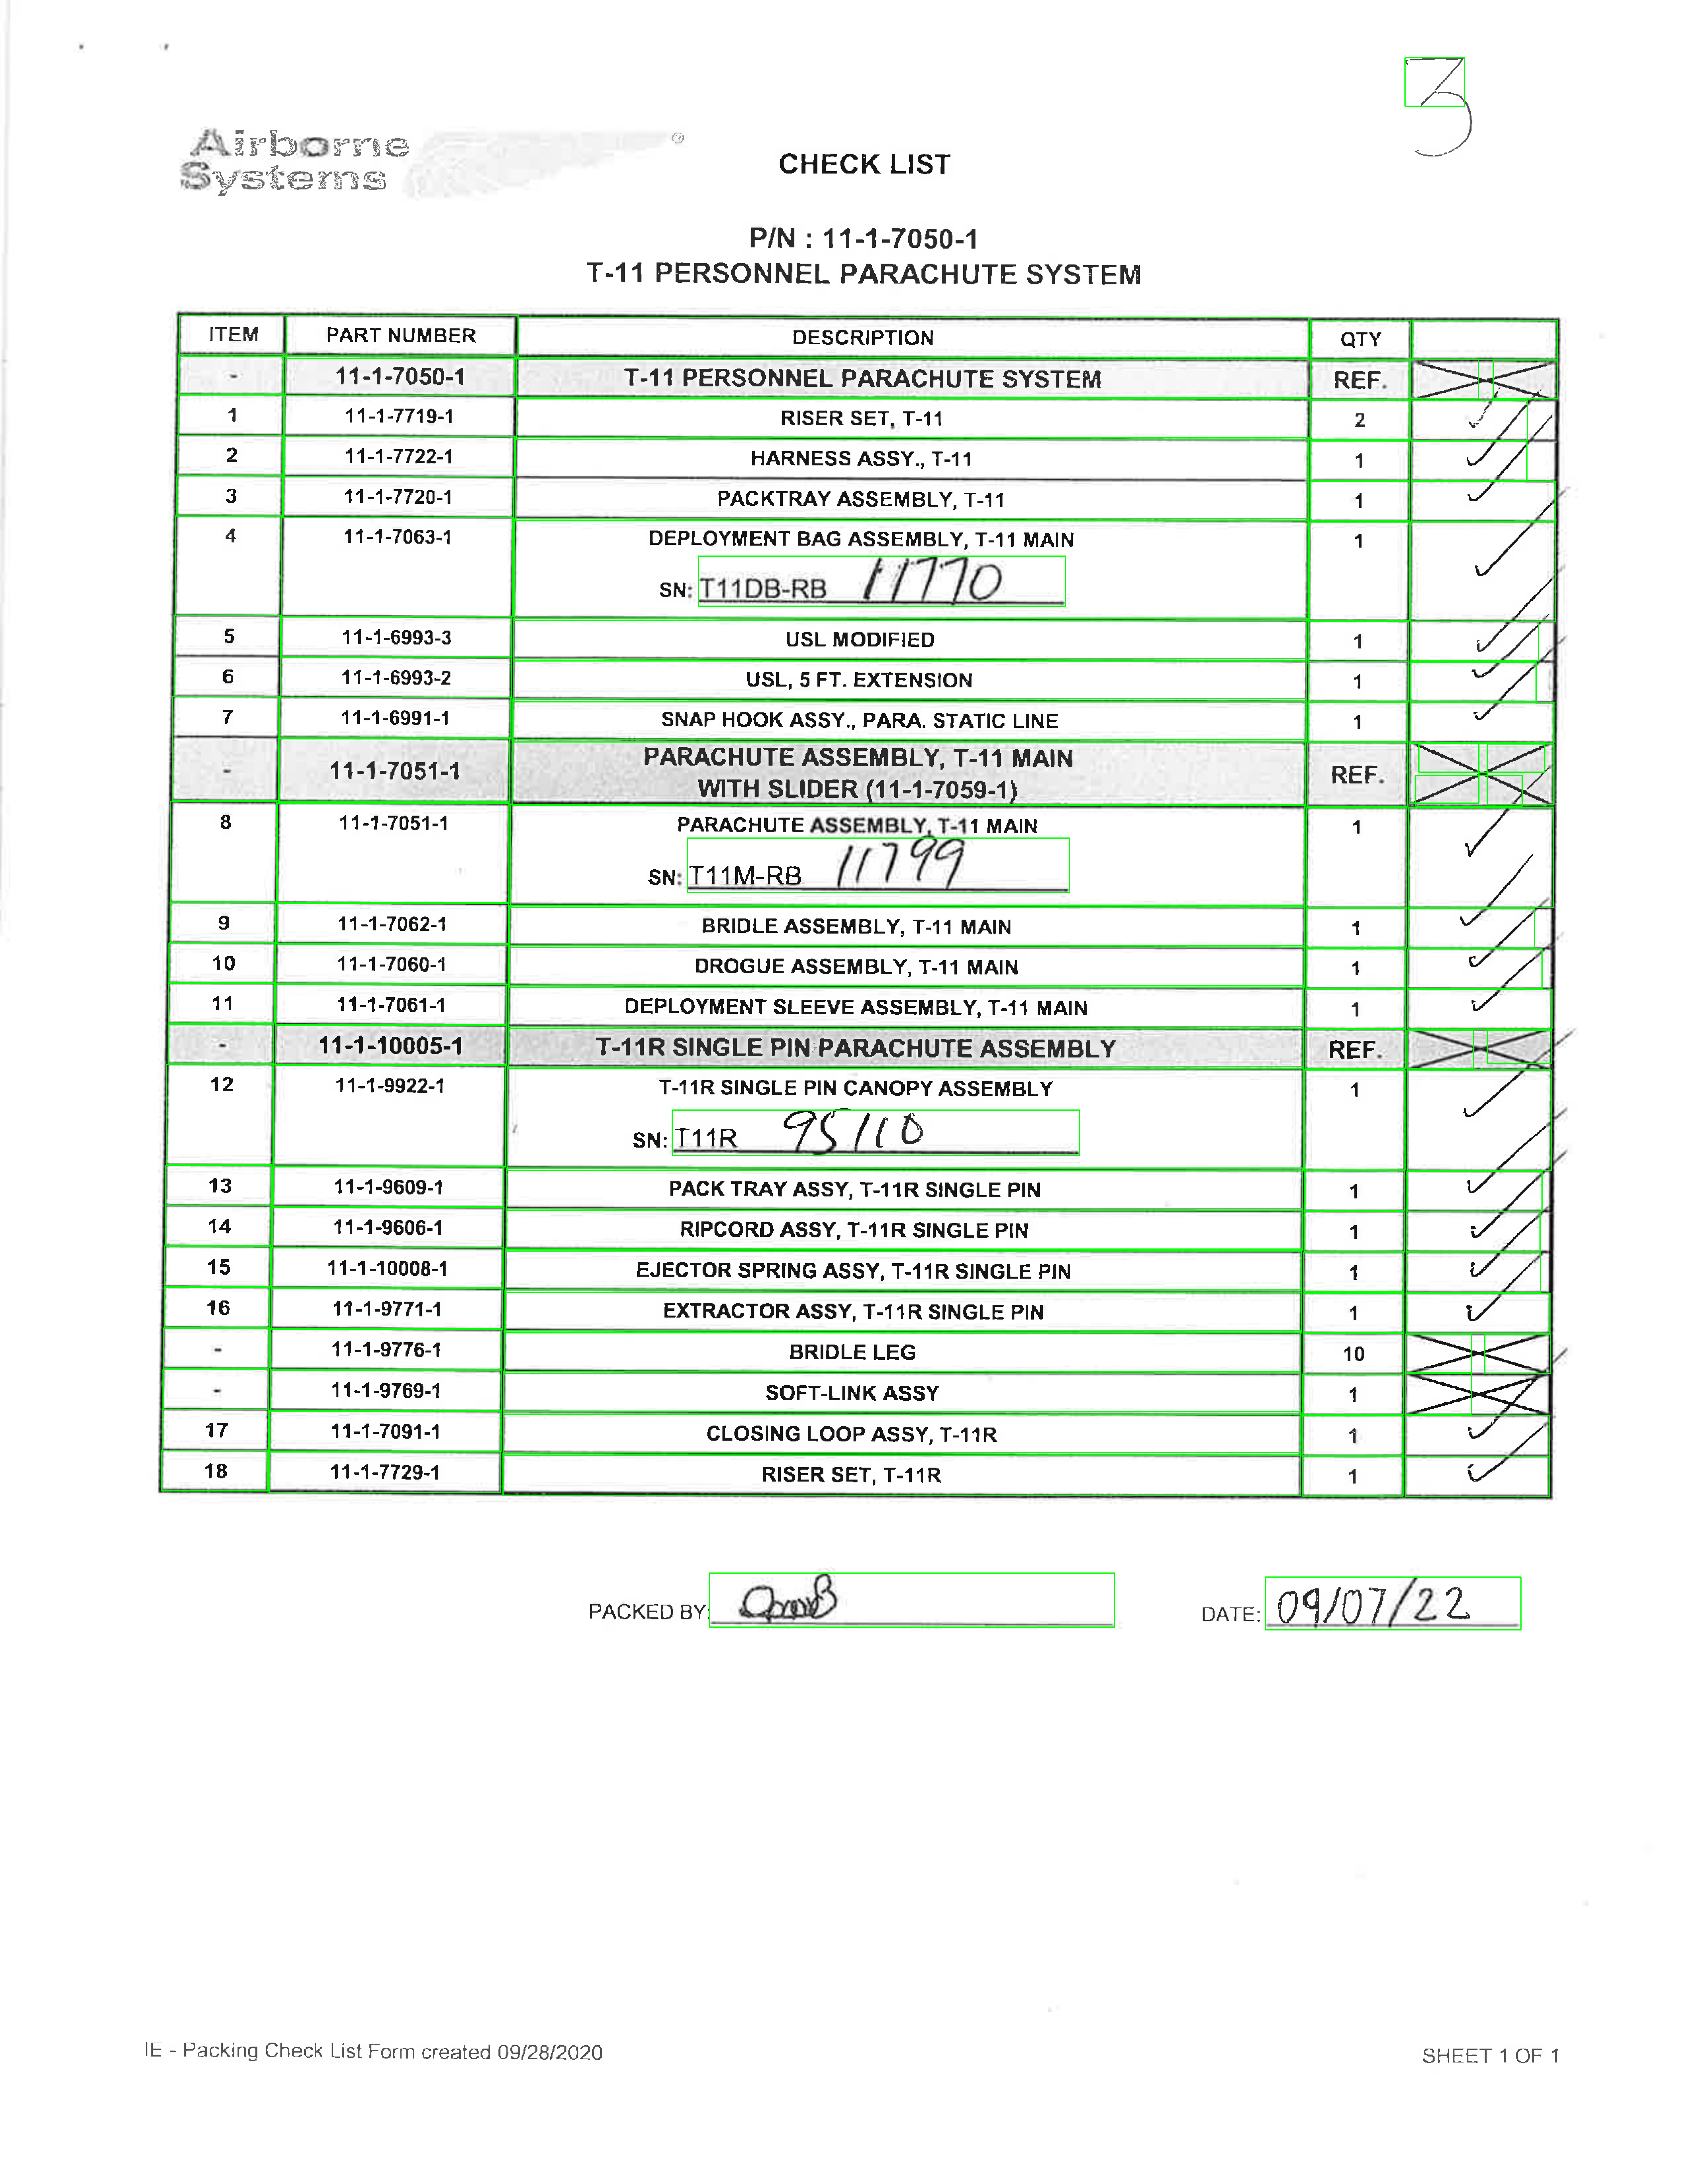 3
Airborne
Systems
®
CHECK LIST
P/N : 11-1-7050-1
T-11 PERSONNEL PARACHUTE SYSTEM
ITEM PART NUMBER DESCRIPTION QTY
- 11-1-7050-1 T-11 PERSONNEL PARACHUTE SYSTEM REF.
1 11-1-7719-1 RISER SET, T-11 2
2 11-1-7722-1 HARNESS ASSY., T-11 1
3 11-1-7720-1 PACKTRAY ASSEMBLY, T-11 1
4 11-1-7063-1 DEPLOYMENT BAG ASSEMBLY, T-11 MAIN 1
SN: T11DB-RB 11770
5 11-1-6993-3 USL MODIFIED 1
6 11-1-6993-2 USL, 5 FT. EXTENSION 1
7 11-1-6991-1 SNAP HOOK ASSY., PARA. STATIC LINE 1
- 11-1-7051-1 PARACHUTE ASSEMBLY, T-11 MAIN
WITH SLIDER (11-1-7059-1) REF.
8 11-1-7051-1 PARACHUTE ASSEMBLY, T-11 MAIN 1
SN: T11M-RB 11799
9 11-1-7062-1 BRIDLE ASSEMBLY, T-11 MAIN 1
10 11-1-7060-1 DROGUE ASSEMBLY, T-11 MAIN 1
11 11-1-7061-1 DEPLOYMENT SLEEVE ASSEMBLY, T-11 MAIN 1
- 11-1-10005-1 T-11R SINGLE PIN PARACHUTE ASSEMBLY REF.
12 11-1-9922-1 T-11R SINGLE PIN CANOPY ASSEMBLY 1
SN: T11R 95110
13 11-1-9609-1 PACK TRAY ASSY, T-11R SINGLE PIN 1
14 11-1-9606-1 RIPCORD ASSY, T-11R SINGLE PIN 1
15 11-1-10008-1 EJECTOR SPRING ASSY, T-11R SINGLE PIN 1
16 11-1-9771-1 EXTRACTOR ASSY, T-11R SINGLE PIN 1
- 11-1-9776-1 BRIDLE LEG 10
- 11-1-9769-1 SOFT-LINK ASSY 1
17 11-1-7091-1 CLOSING LOOP ASSY, T-11R 1
18 11-1-7729-1 RISER SET, T-11R 1
PACKED BY: DATE: 09/07/22
IE - Packing Check List Form created 09/28/2020 SHEET 1 OF 1